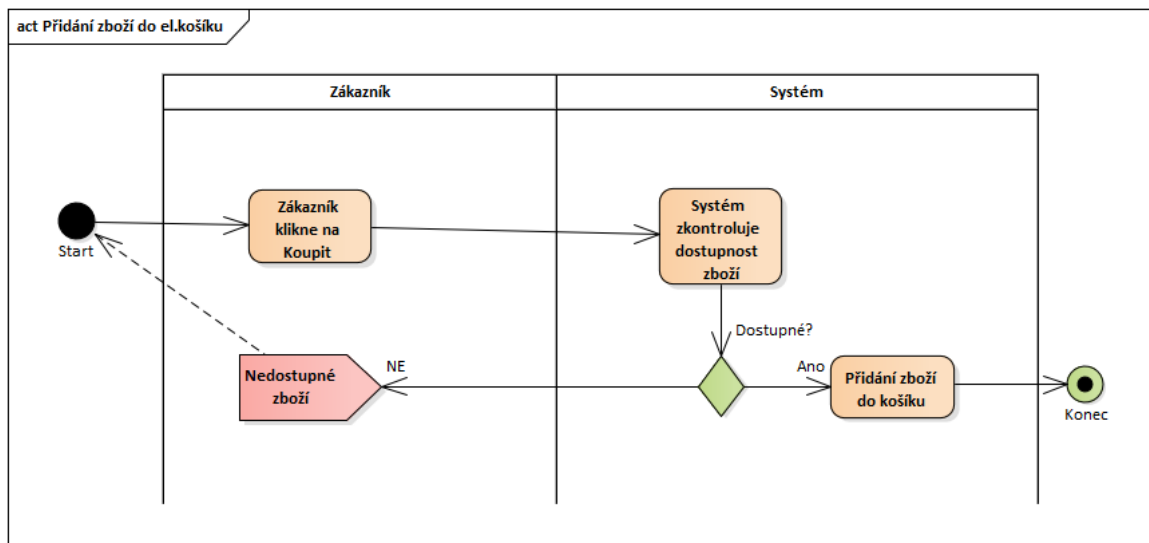 act Přidání zboží do el.košíku
Zákazník
Systém
Start
Zákazník
klikne na
Koupit
Systém
zkontroluje
dostupnost
zboží
Dostupné?
NE
Nedostupné
zboží
Ano
Přidání zboží
do košíku
Konec